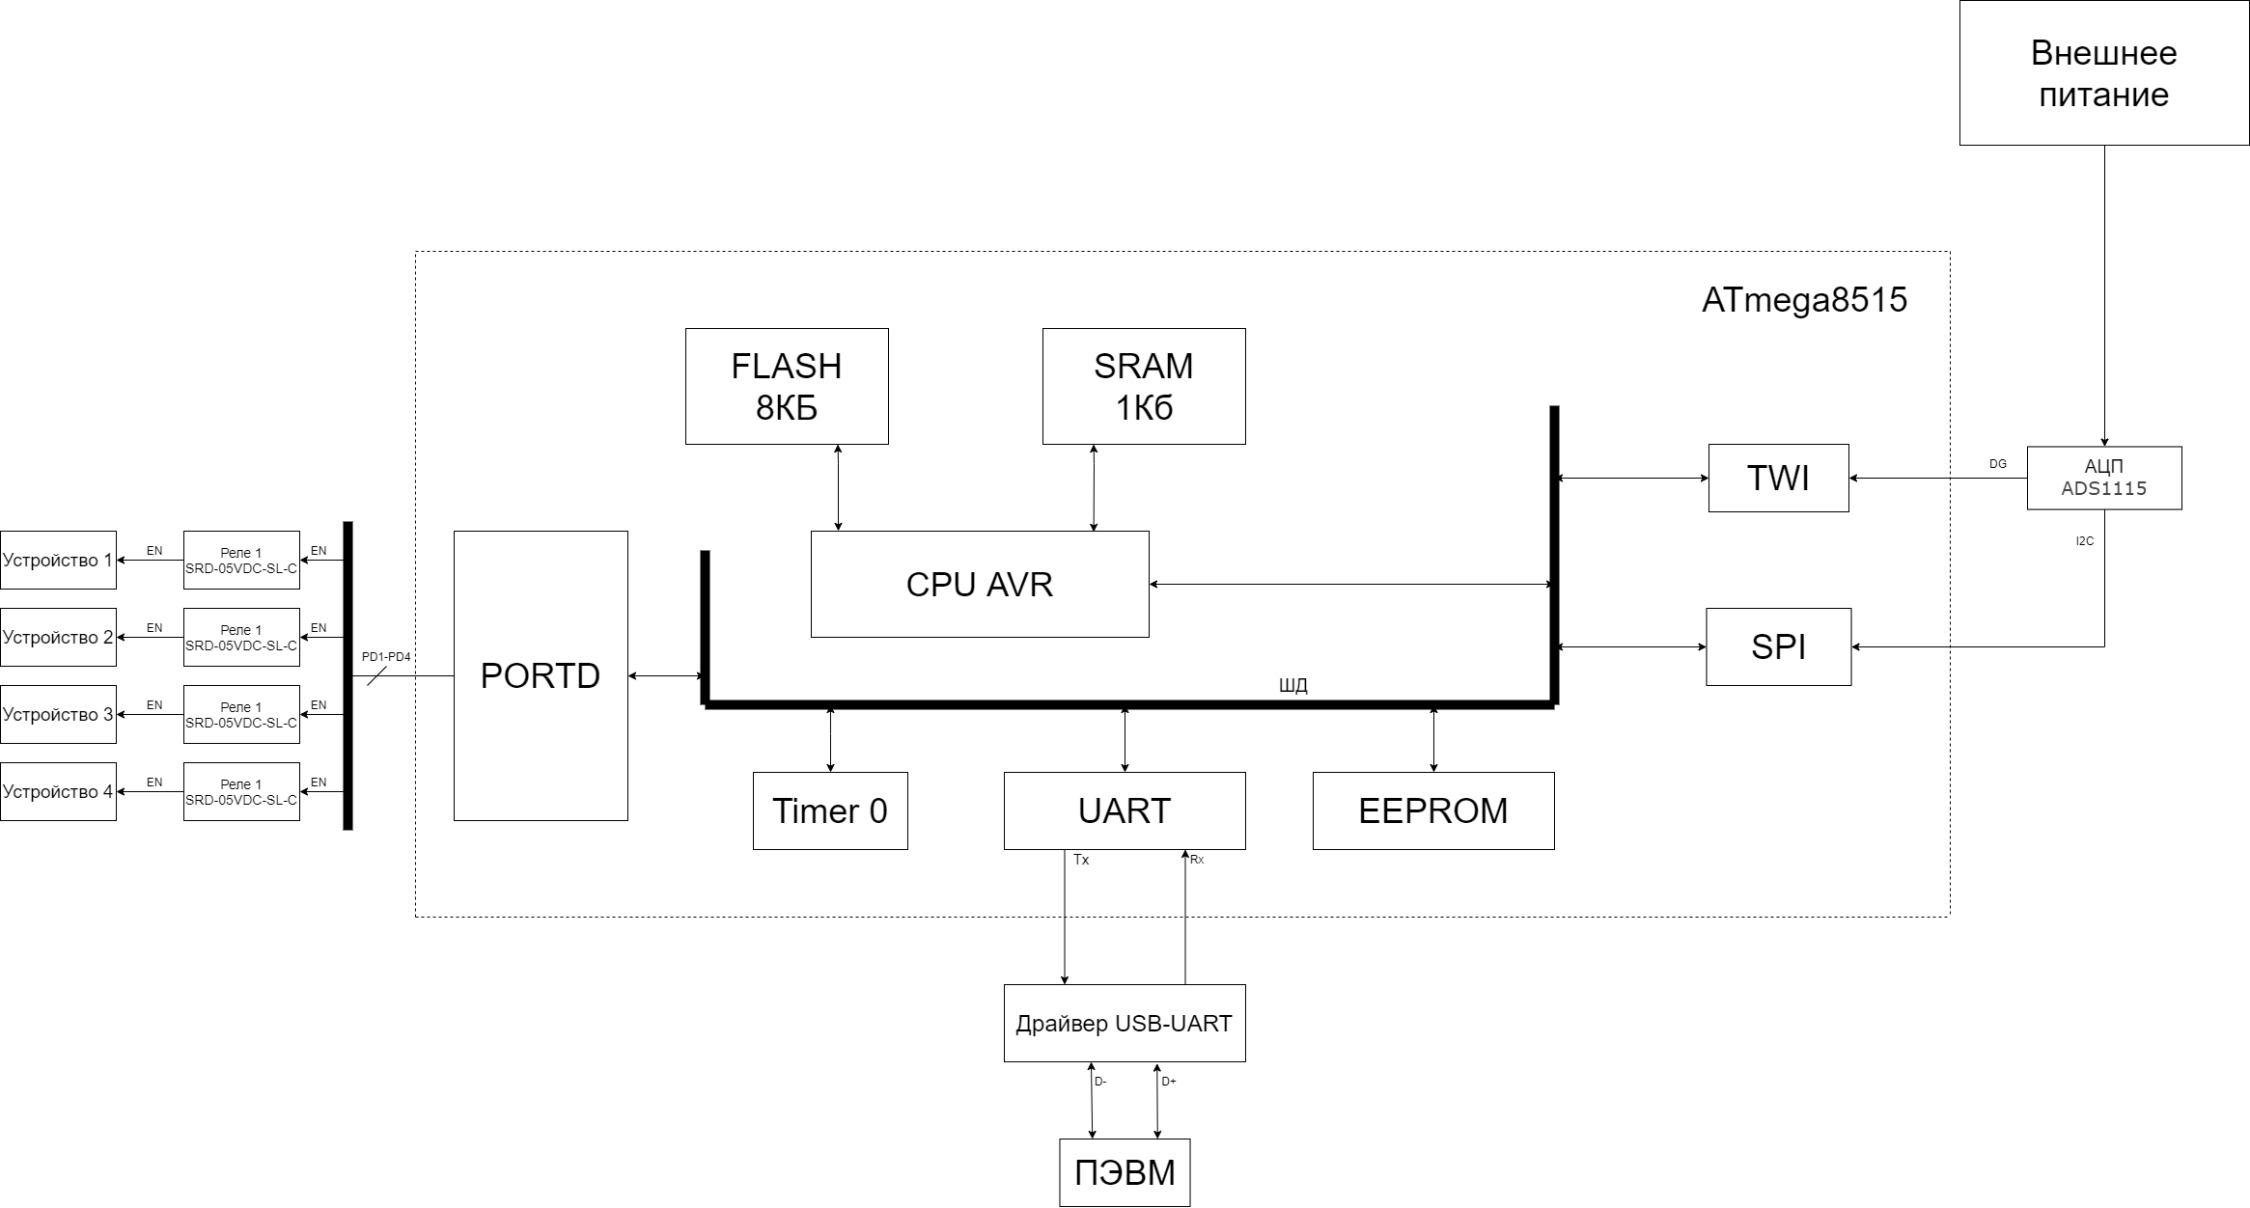 Внешнее
питание
ATmega8515
FLASH
8КБ
SRAM
1Кб
TWI
DG
АЦП
ADS1115
I2C
Устройство 1
EN
Реле 1
SRD-05VDC-SL-C
EN
CPU AVR
Устройство 2
EN
Реле 1
SRD-05VDC-SL-C
EN
SPI
PD1-PD4
PORTD
ШД
Устройство 3
EN
Реле 1
SRD-05VDC-SL-C
EN
Устройство 4
EN
Реле 1
SRD-05VDC-SL-C
EN
Timer 0
UART
EEPROM
Tx
Rx
Драйвер USB-UART
D-
D+
ПЭВМ